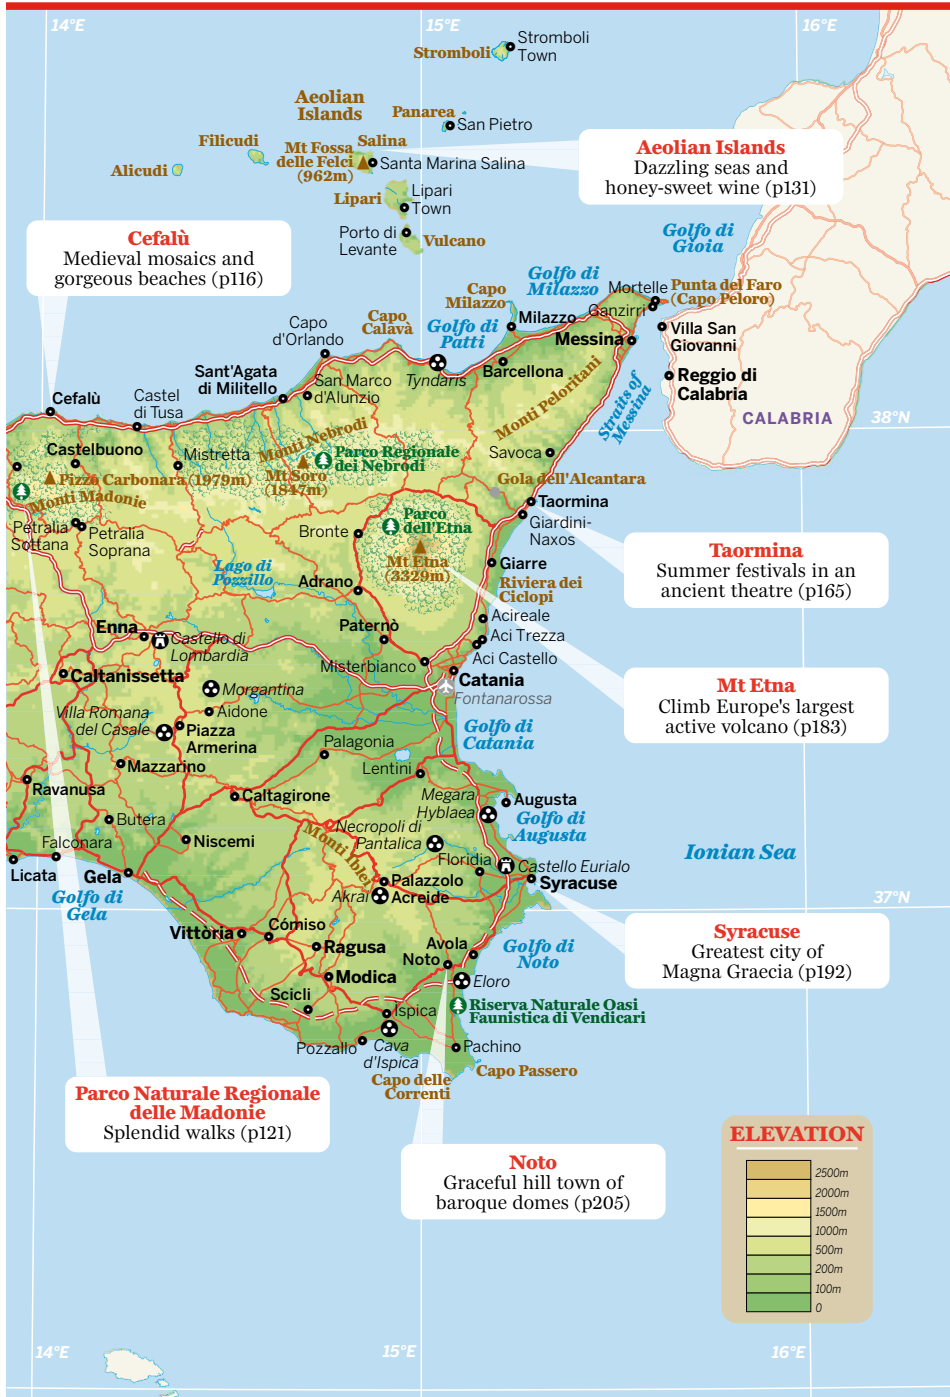 14°E
15°E
16°E
Stromboli
Stromboli
Town
Aeolian
Islands
Panarea
San Pietro
Filicudi
Alicudi
Salina
Mt Fossa
delle Felci
(962m)
Santa Marina Salina
Aeolian Islands
Dazzling seas and
honey-sweet wine (p131)
Lipari
Lipari
Town
Porto di
Levante
Vulcano
Golfo di
Gioia
Cefalù
Medieval mosaics and
gorgeous beaches (p116)
Golfo di
Milazzo
Capo
Milazzo
Mortelle
Punta del Faro
(Capo Peloro)
Ganzirri
Capo
Calavà
Golfo di
Patti
Milazzo
Messina
Villa San
Giovanni
Capo
d'Orlando
Tyndaris
Barcellona
Reggio di
Calabria
CALABRIA
Sant'Agata
di Militello
San Marco
d'Alunzio
Monti Peloritani
Straits of
Messina
38°N
Cefalù
Castel
di Tusa
Castelbuono
Mistretta
Monti Nebrodi
Parco Regionale
dei Nebrodi
Savoca
Pizzo Carbonara (1979m)
Mt Soro
(1847m)
Monti Madonie
Gola dell'Alcantara
Taormina
Giardini-
Naxos
Petralia
Sottana
Petralia
Soprana
Bronte
Parco
dell'Etna
Mt Etna
(3329m)
Taormina
Summer festivals in an
ancient theatre (p165)
Lago di
Pozzillo
Adrano
Giarre
Riviera dei
Ciclopi
Enna
Castello di
Lombardia
Paternò
Acireale
Aci Trezza
Misterbianco
Aci Castello
Caltanissetta
Morgantina
Catania
Fontanarossa
Mt Etna
Climb Europe's largest
active volcano (p183)
Villa Romana
del Casale
Aidone
Piazza
Armerina
Golfo di
Catania
Palagonia
Mazzarino
Lentini
Ravanusa
Caltagirone
Megara
Hyblaea
Augusta
Golfo di
Augusta
Butera
Necropoli di
Pantalica
Falconara
Niscemi
Monti Iblei
Floridia
Castello Eurialo
Ionian Sea
Licata
Gela
Golfo di
Gela
Palazzolo
Acreide
Akrai
Syracuse
37°N
Vittòria
Cómiso
Ragusa
Avola
Noto
Golfo di
Noto
Syracuse
Greatest city of
Magna Graecia (p192)
Modica
Eloro
Scicli
Ispica
Riserva Naturale Oasi
Faunistica di Vendicari
Pozzallo
Cava
d'Ispica
Pachino
Capo delle
Correnti
Capo Passero
Parco Naturale Regionale
delle Madonie
Splendid walks (p121)
Noto
Graceful hill town of
baroque domes (p205)
ELEVATION
2500m
2000m
1500m
1000m
500m
200m
100m
0
14°E
15°E
16°E